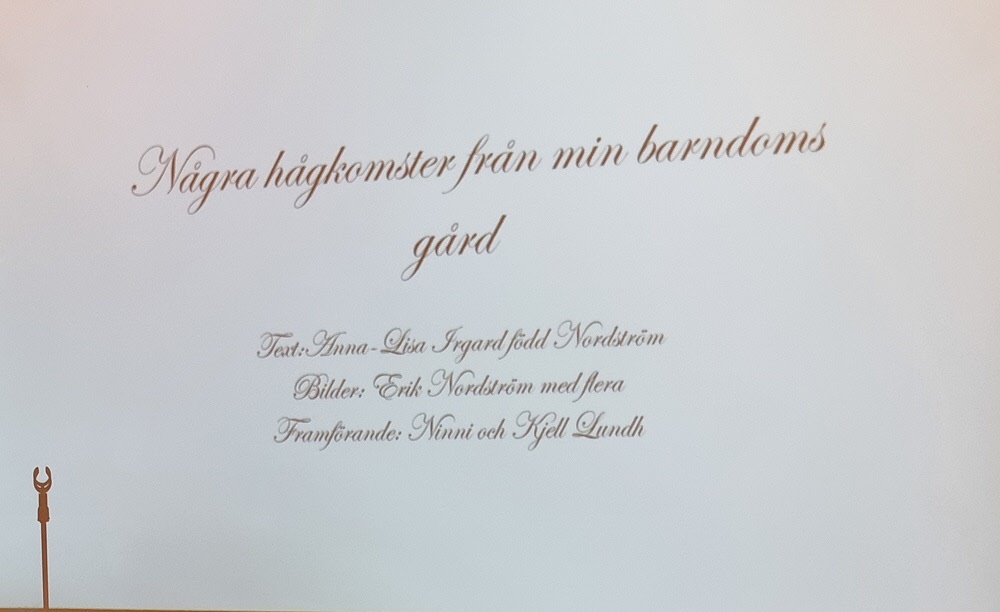 Några hågkomster från min barndoms
gård
Text: Anna-Lisa Irgard född Nordström
Bilder: Erik Nordström med flera
Framförande: Ninni och Kjell Lundh